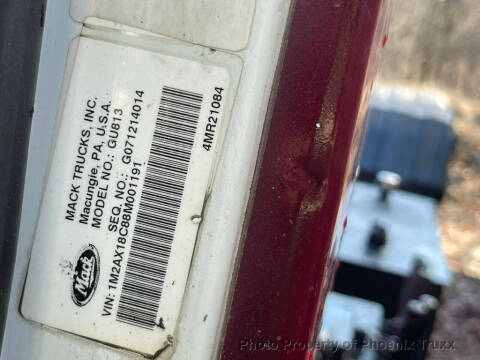 MACK TRUCKS, INC.
Macungie, PA, U.S.A.
MODEL NO.: GU813
SEQ. NO.: G071214014
Mack
VIN: 1M2AX18C88M001191
4MR21084
Photo Property of Phoenix Truxx